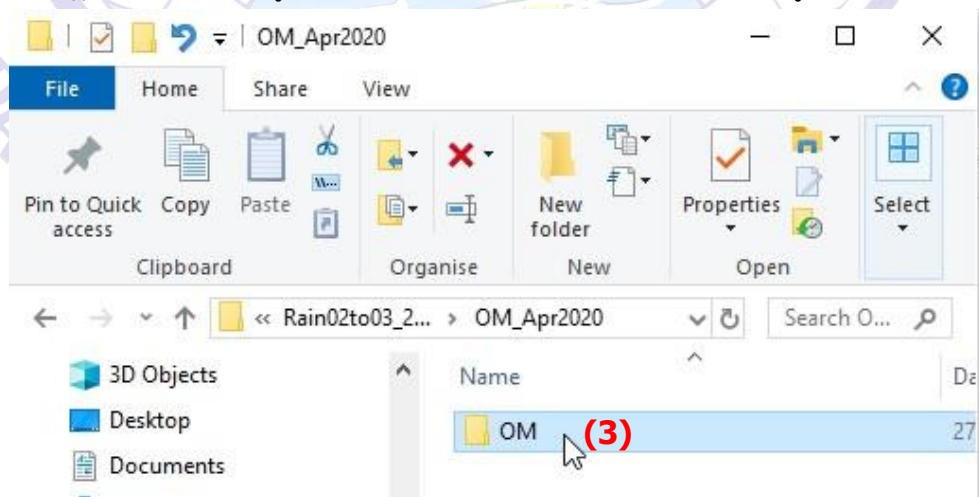 OM_Apr2020
File Home Share View
Pin to Quick access Copy Paste New folder Properties Select
Clipboard Organise New Open
« Rain02to03_2... › OM_Apr2020 Search O...
3D Objects
Name Da
Desktop
OM (3) 27
Documents